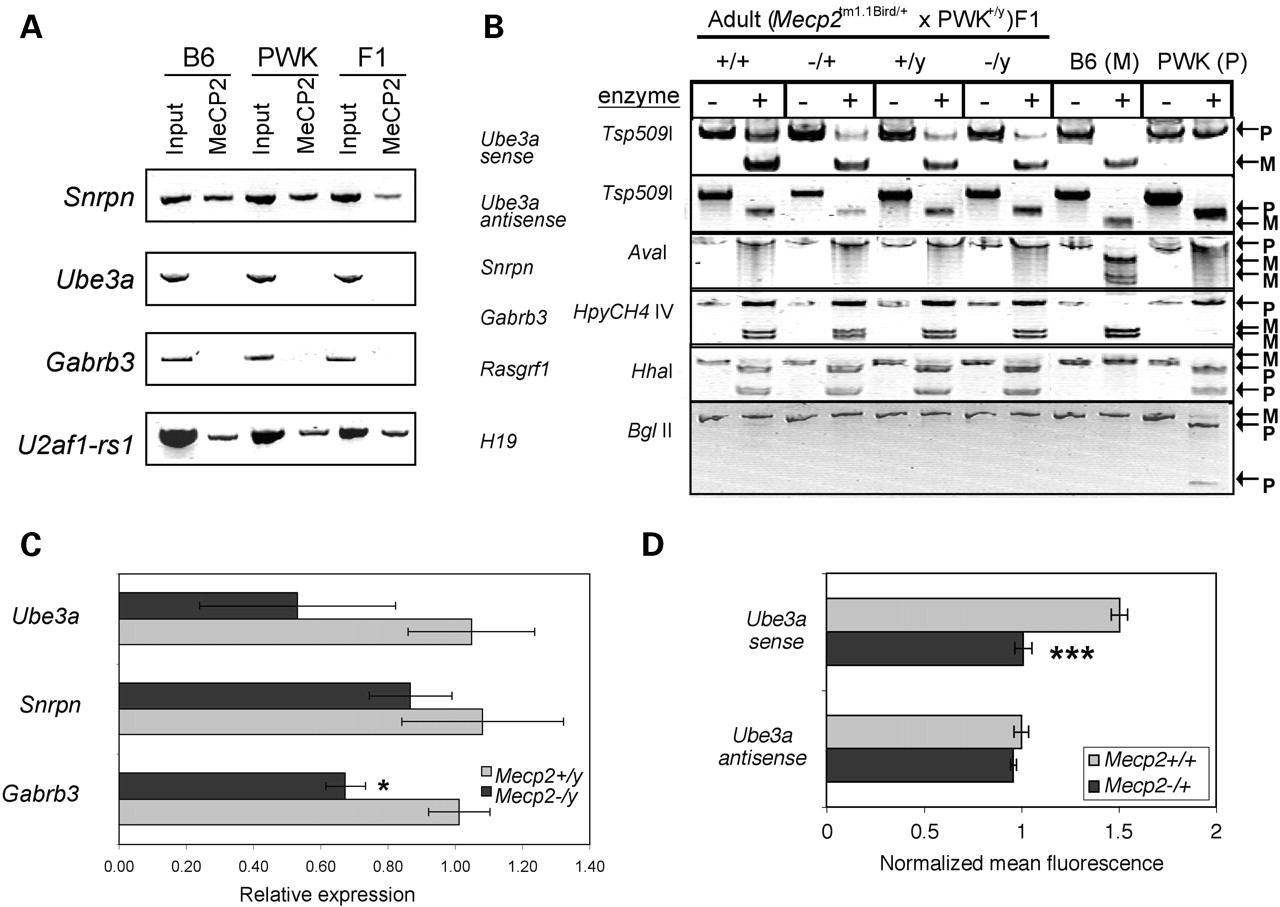 A
B6 PWK F1
Input MeCP2 Input MeCP2 Input MeCP2
Snrpn
Ube3a
Gabrb3
U2af1-rs1
B
Adult (Mecp2tm1.1Bird/+ x PWK+/y)F1
+/+ -/+ +/y -/y B6 (M) PWK (P)
enzyme - + - + - + - + - + - +
Ube3a sense Tsp509I P
M
Ube3a antisense Tsp509I P
M
Snrpn AvaI P
M
M
Gabrb3 HpyCH4 IV P
M
M
Rasgrf1 HhaI M
P
P
H19 Bgl II M
P
P
C
Ube3a
Snrpn
Gabrb3 *
Mecp2+/y
Mecp2-/y
0.00 0.20 0.40 0.60 0.80 1.00 1.20 1.40
Relative expression
D
Ube3a
sense
***
Ube3a
antisense
Mecp2+/+
Mecp2-/+
0 0.5 1 1.5 2
Normalized mean fluorescence